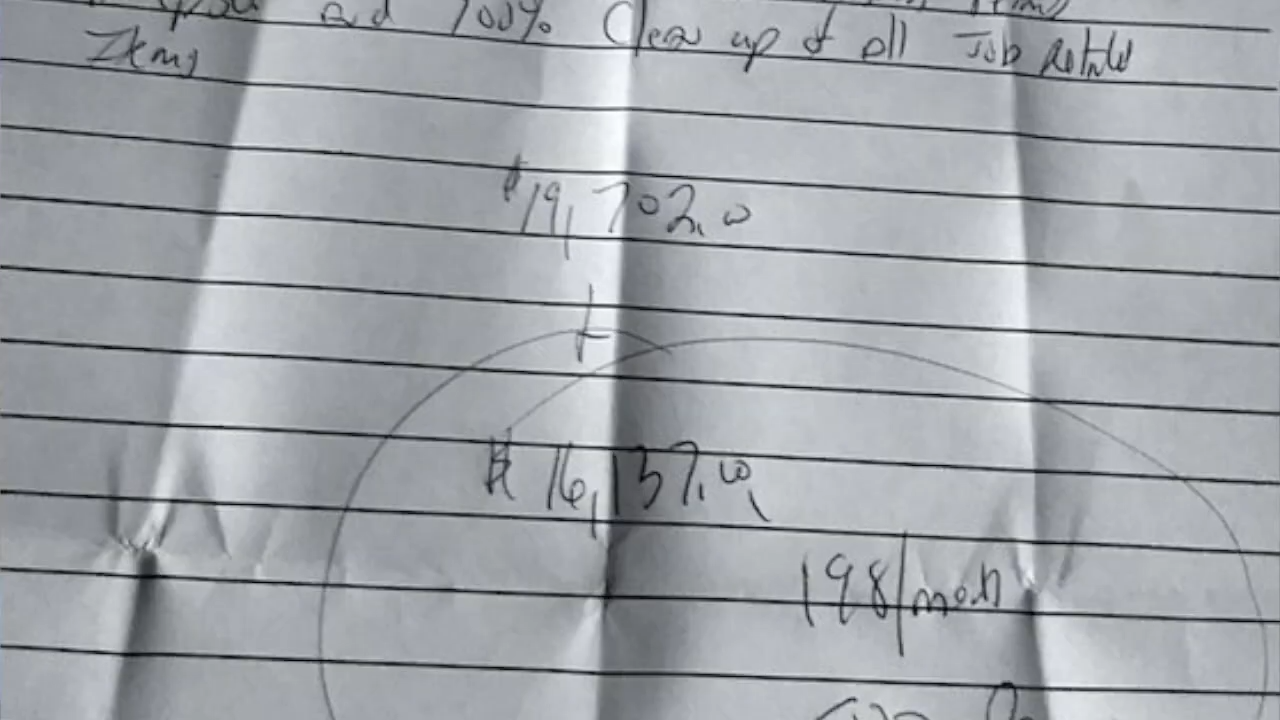 and 100% Clean up of all Job Related
Items
$19,702.00
$16,137.00
198/month